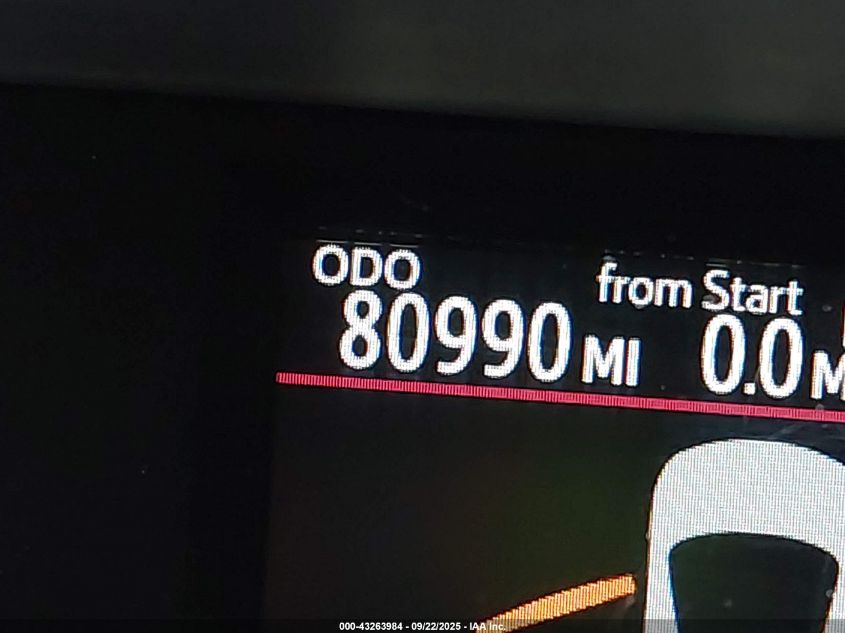 ODO from Start
80990 MI 0.0 M
000-43263984 - 09/22/2025 - IAA Inc.